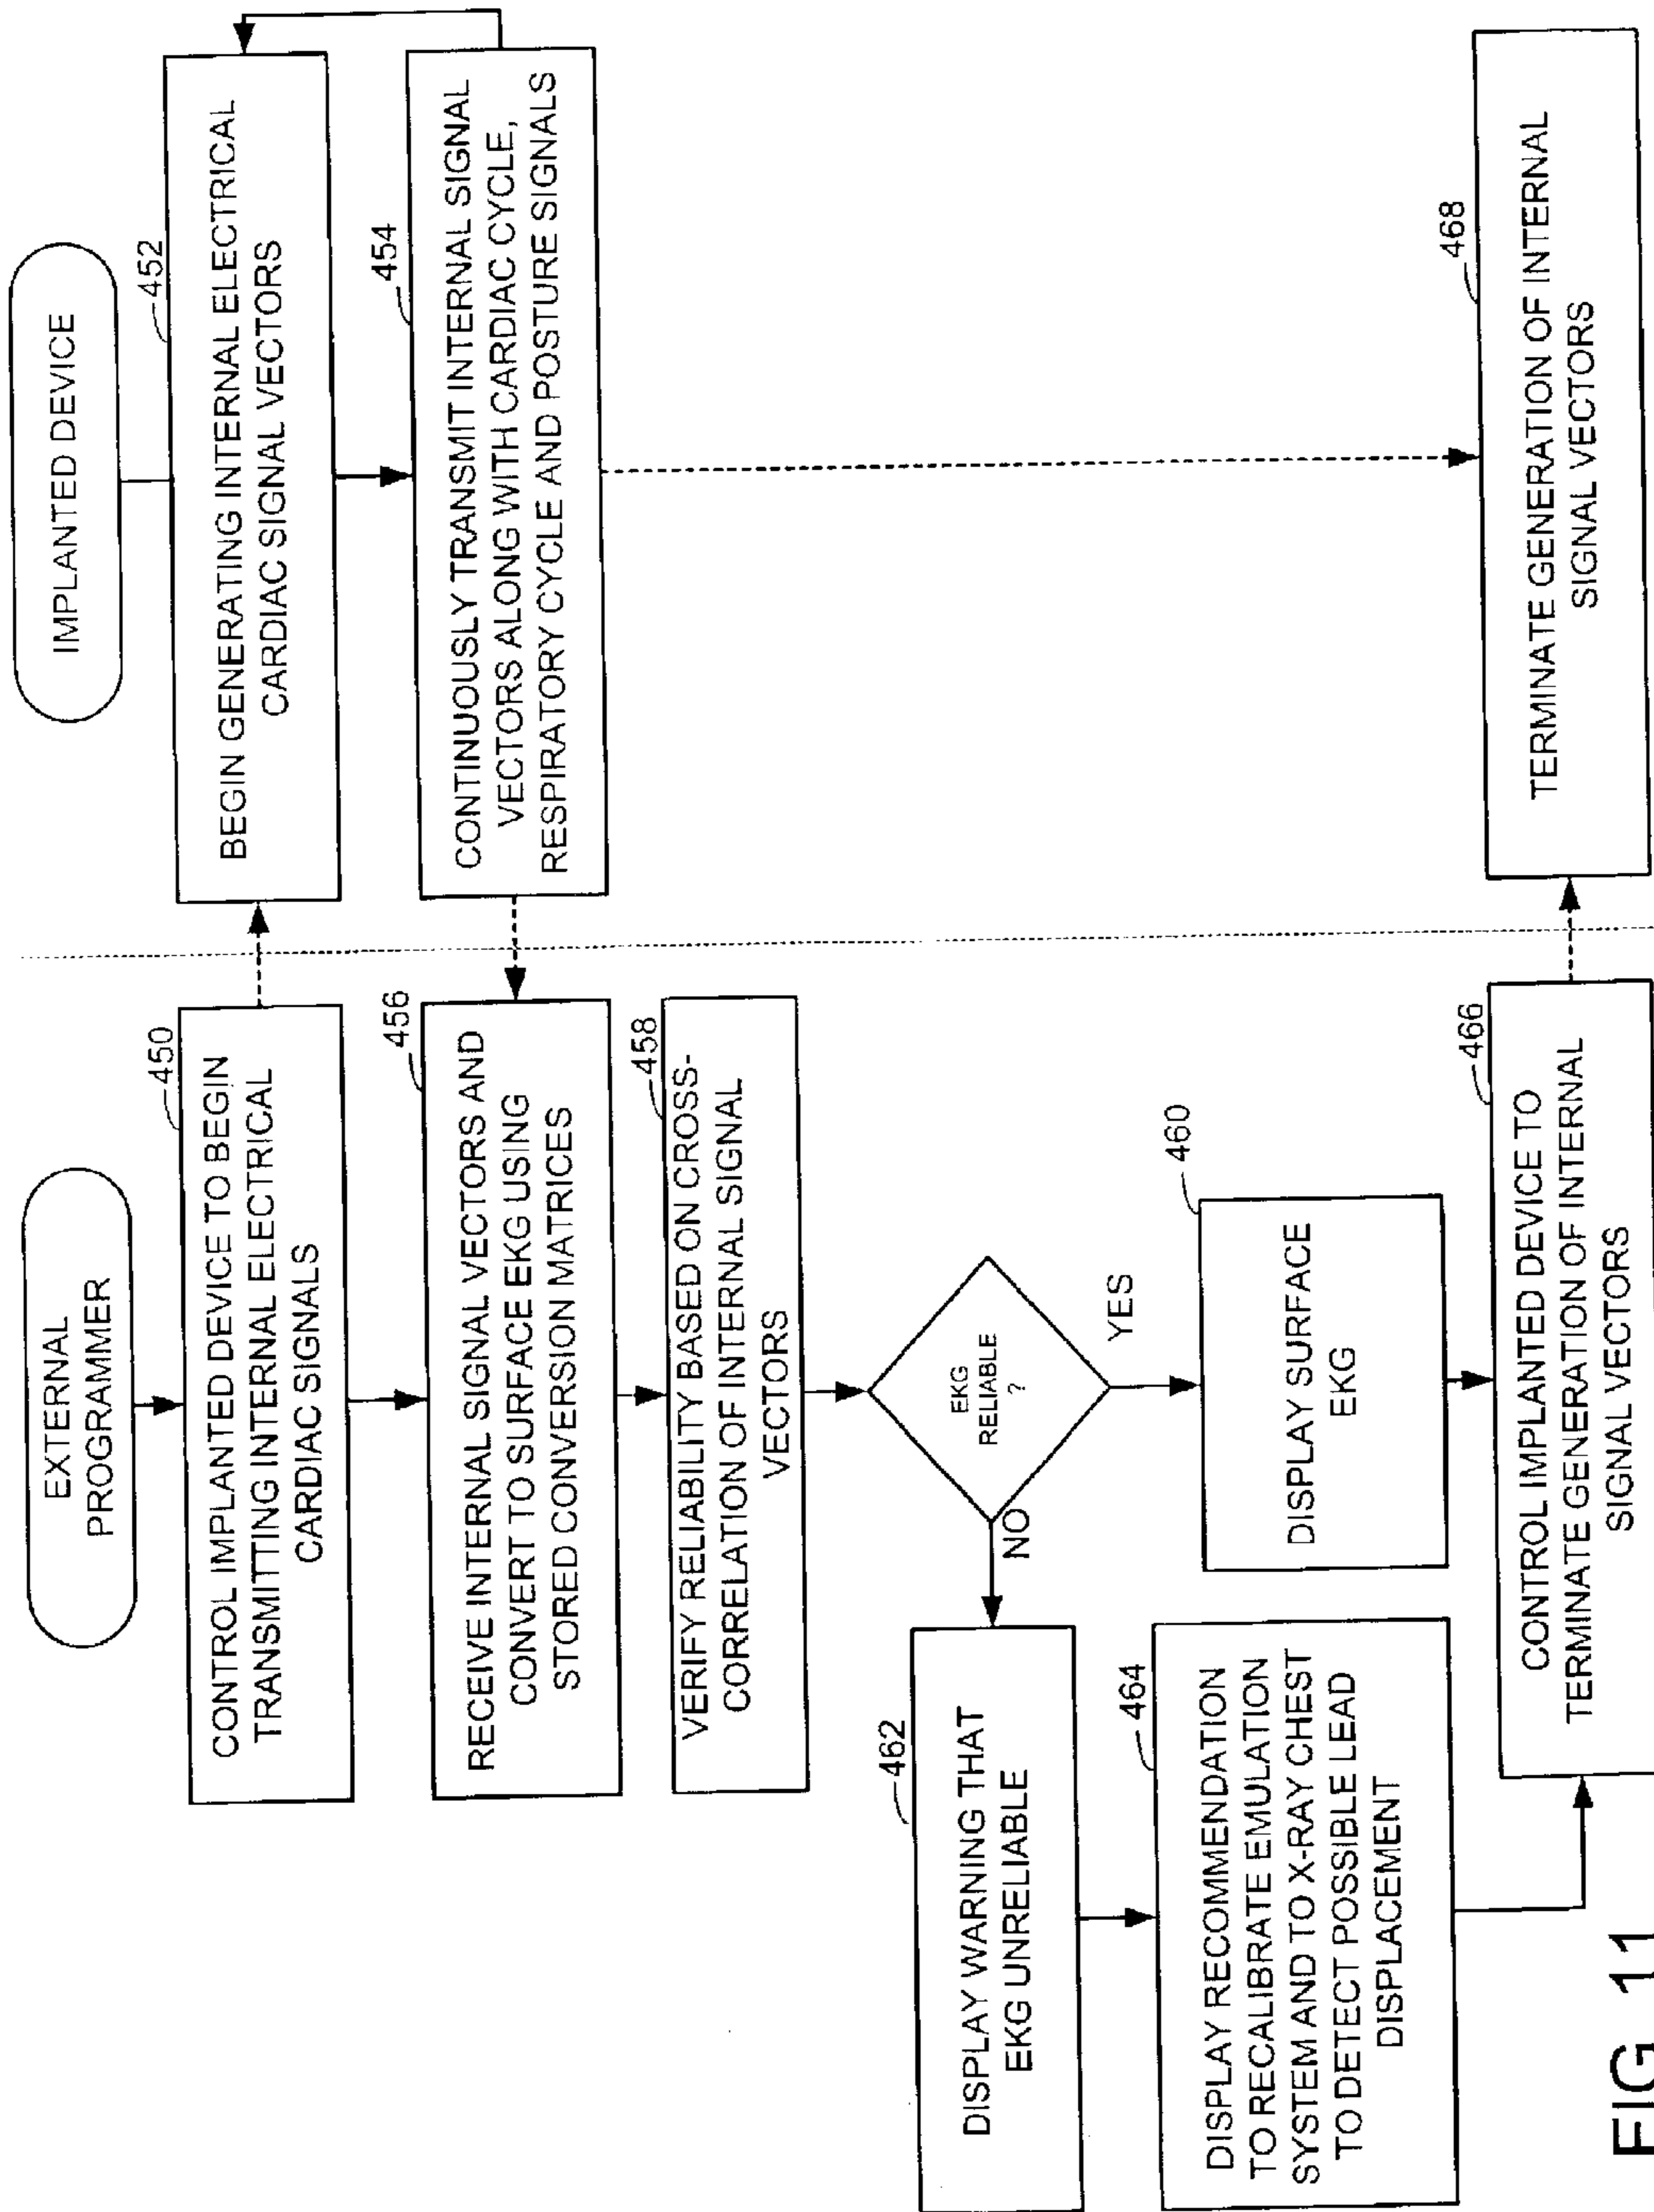 EXTERNAL
PROGRAMMER
450
CONTROL IMPLANTED DEVICE TO BEGIN
TRANSMITTING INTERNAL ELECTRICAL
CARDIAC SIGNALS
456
RECEIVE INTERNAL SIGNAL VECTORS AND
CONVERT TO SURFACE EKG USING
STORED CONVERSION MATRICES
458
VERIFY RELIABILITY BASED ON CROSS-
CORRELATION OF INTERNAL SIGNAL
VECTORS
EKG
RELIABLE
?
YES
NO
460
DISPLAY SURFACE
EKG
462
DISPLAY WARNING THAT
EKG UNRELIABLE
464
DISPLAY RECOMMENDATION
TO RECALIBRATE EMULATION
SYSTEM AND TO X-RAY CHEST
TO DETECT POSSIBLE LEAD
DISPLACEMENT
466
CONTROL IMPLANTED DEVICE TO
TERMINATE GENERATION OF INTERNAL
SIGNAL VECTORS
IMPLANTED DEVICE
452
BEGIN GENERATING INTERNAL ELECTRICAL
CARDIAC SIGNAL VECTORS
454
CONTINUOUSLY TRANSMIT INTERNAL SIGNAL
VECTORS ALONG WITH CARDIAC CYCLE,
RESPIRATORY CYCLE AND POSTURE SIGNALS
468
TERMINATE GENERATION OF INTERNAL
SIGNAL VECTORS
FIG 11